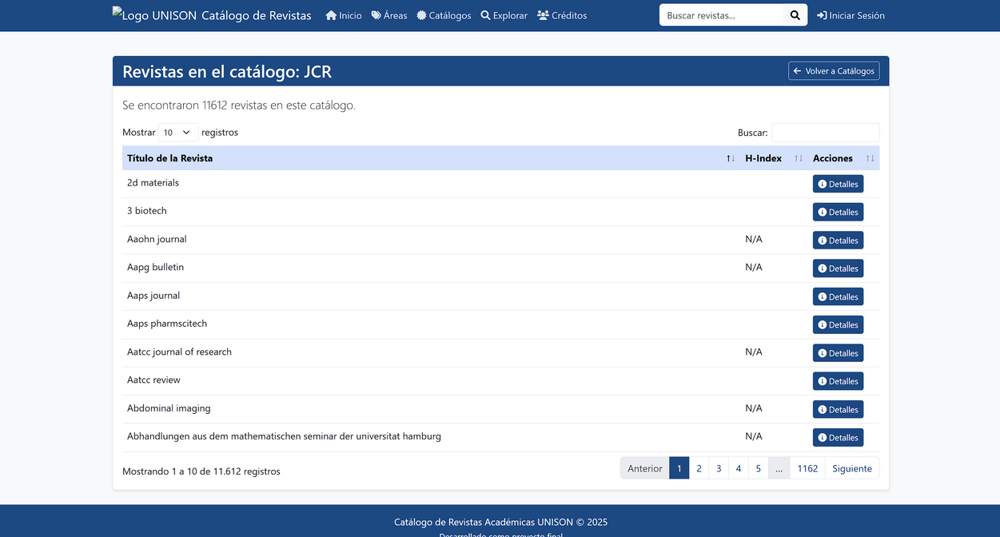 Logo UNISON Catálogo de Revistas Inicio Áreas Catálogos Explorar Créditos Buscar revistas... Iniciar Sesión
Revistas en el catálogo: JCR Volver a Catálogos
Se encontraron 11612 revistas en este catálogo.
Mostrar 10 registros Buscar:
Título de la Revista H-Index Acciones
2d materials Detalles
3 biotech Detalles
Aaohn journal N/A Detalles
Aapg bulletin N/A Detalles
Aaps journal Detalles
Aaps pharmscitech Detalles
Aatcc journal of research N/A Detalles
Aatcc review Detalles
Abdominal imaging N/A Detalles
Abhandlungen aus dem mathematischen seminar der universitat hamburg N/A Detalles
Mostrando 1 a 10 de 11.612 registros Anterior 1 2 3 4 5 ... 1162 Siguiente
Catálogo de Revistas Académicas UNISON © 2025
Desarrollado como proyecto final